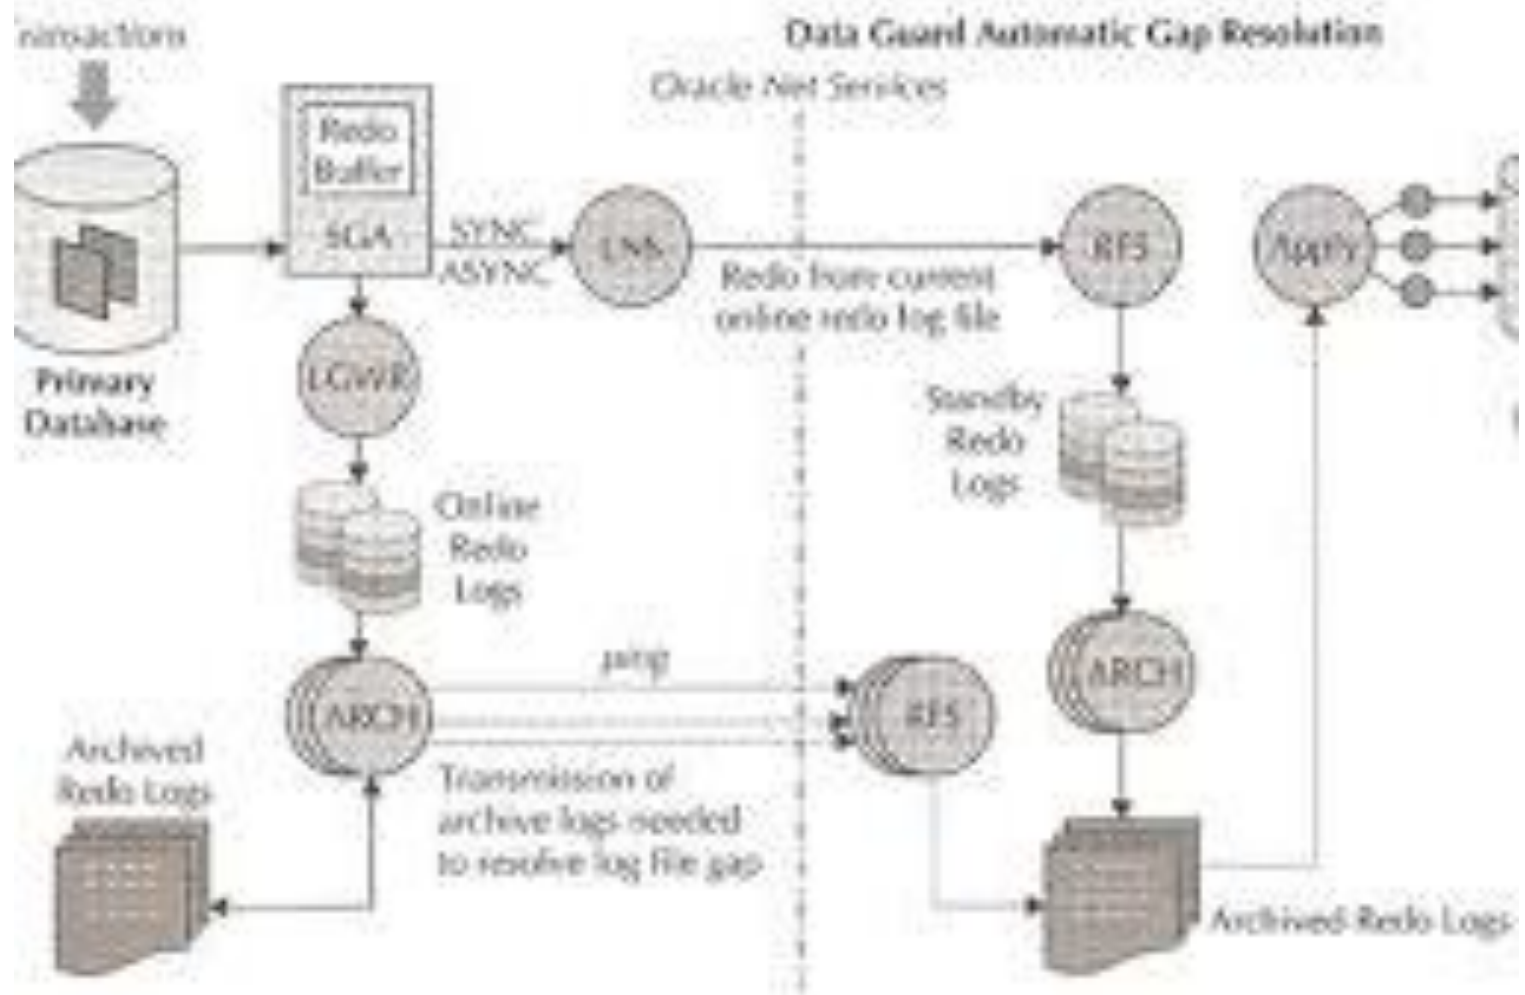 Transactions
Data Guard Automatic Gap Resolution
Oracle Net Services
Redo
Buffer
SGA
SYNC
ASYNC
LNS
RFS
Apply
Redo from current
online redo log file
Primary
Database
LGWR
Standby
Redo
Logs
Online
Redo
Logs
ping
ARCH
RFS
ARCH
Archived
Redo Logs
Transmission of
archive logs needed
to resolve log file gap
Archived Redo Logs